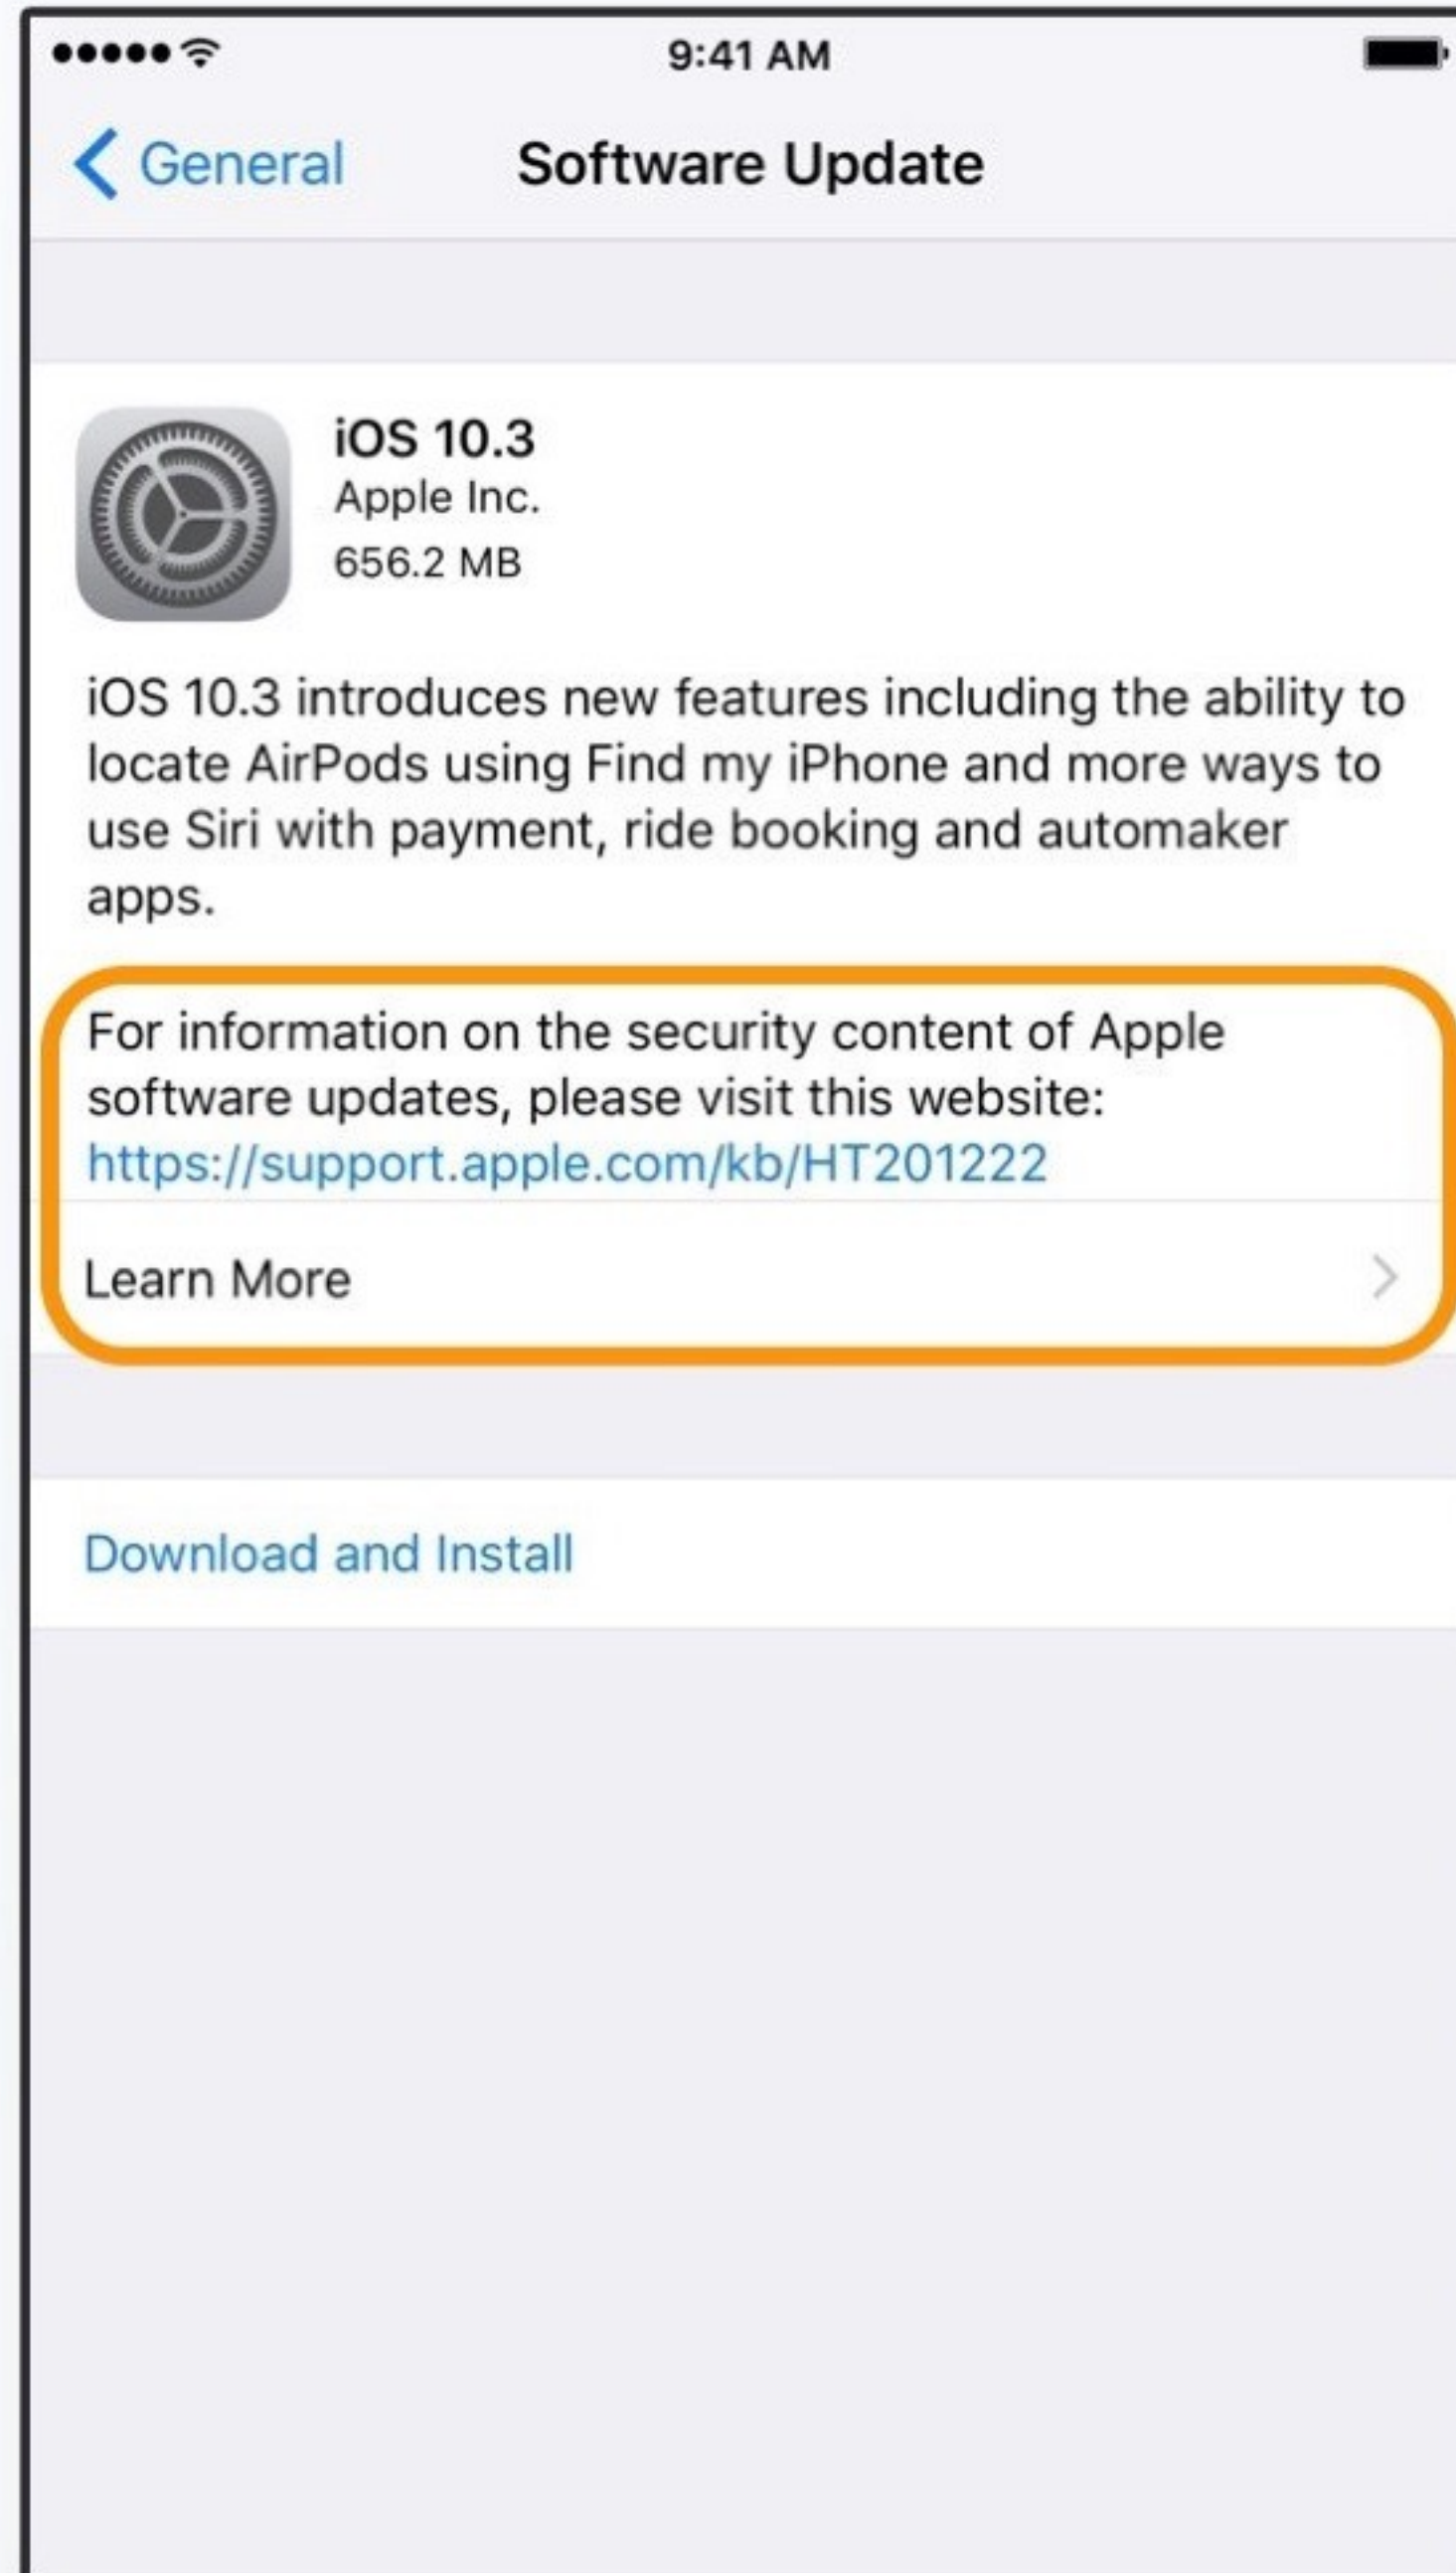 9:41 AM
General
Software Update
iOS 10.3
Apple Inc.
656.2 MB
iOS 10.3 introduces new features including the ability to
locate AirPods using Find my iPhone and more ways to
use Siri with payment, ride booking and automaker
apps.
For information on the security content of Apple
software updates, please visit this website:
https://support.apple.com/kb/HT201222
Learn More
Download and Install